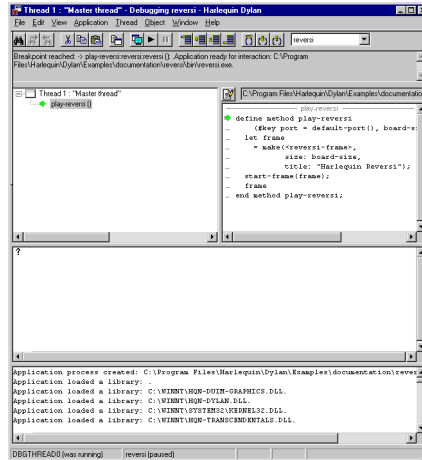 Thread 1 : "Master thread" - Debugging reversi - Harlequin Dylan
File Edit View Application Thread Object Window Help
reversi
Breakpoint reached: -> play-reversi:reversi:reversi () .Application ready for interaction: C:\Program
Files\Harlequin\Dylan\Examples\documentation\reversi\bin\reversi.exe.
Thread 1 : "Master thread"
play-reversi ()
C:\Program Files\Harlequin\Dylan\Examples\documentation
play-reversi
define method play-reversi
(#key port = default-port(), board-s
let frame
= make(<reversi-frame>,
size: board-size,
title: "Harlequin Reversi");
start-frame(frame);
frame
end method play-reversi;
?
Application process created: C:\Program Files\Harlequin\Dylan\Examples\documentation\rever
Application loaded a library: .
Application loaded a library: C:\WINNT\HQN-DUIM-GRAPHICS.DLL.
Application loaded a library: C:\WINNT\HQN-DYLAN.DLL.
Application loaded a library: C:\WINNT\SYSTEM32\KERNEL32.DLL.
Application loaded a library: C:\WINNT\HQN-TRANSCENDENTALS.DLL.
DBGTHREAD0 (was running) reversi (paused)